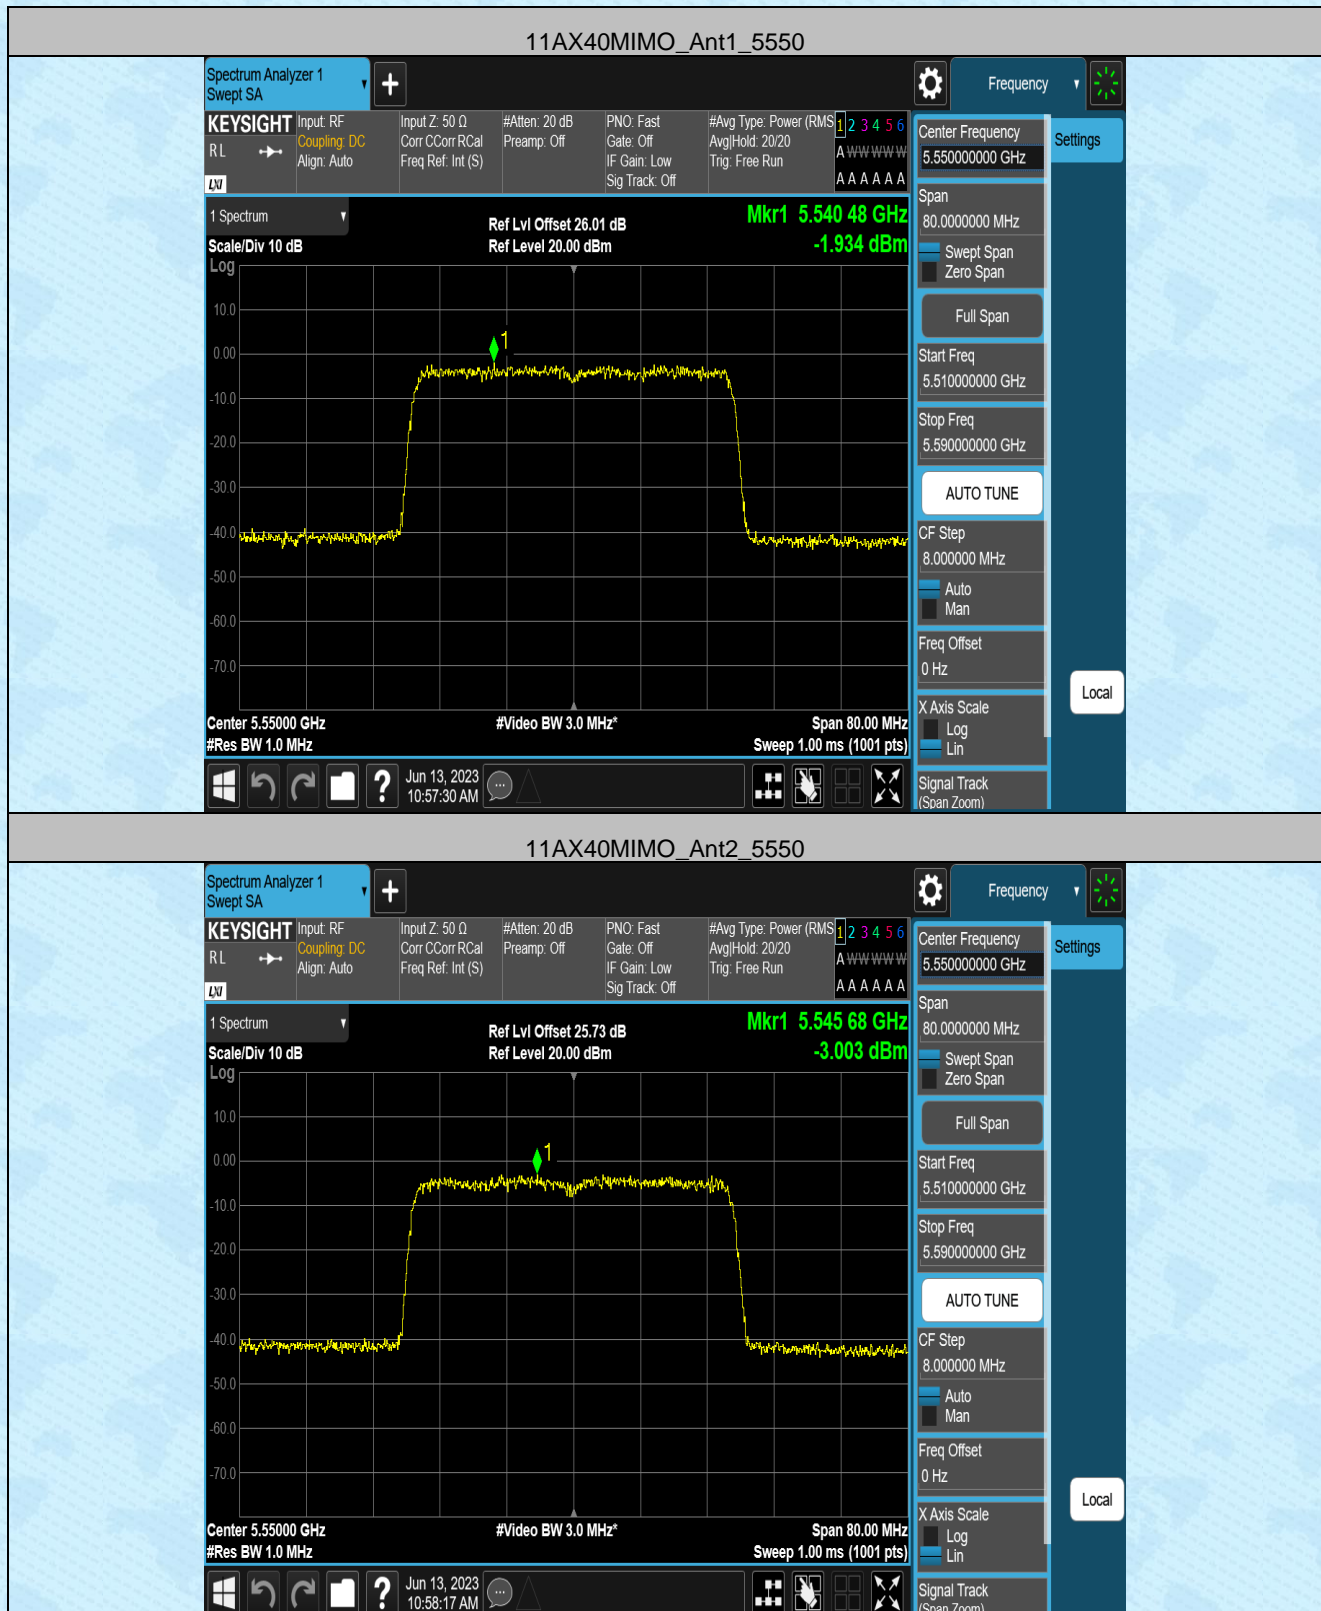 11AX40MIMO_Ant1_5550
Spectrum Analyzer 1
Swept SA
Frequency
KEYSIGHT
R L
LXI
Input: RF
Coupling: DC
Align: Auto
Input Z: 50 Ω
Corr CCorr RCal
Freq Ref: Int (S)
#Atten: 20 dB
Preamp: Off
PNO: Fast
Gate: Off
IF Gain: Low
Sig Track: Off
#Avg Type: Power (RMS
Avg|Hold: 20/20
Trig: Free Run
1 2 3 4 5 6
A W W W W W
A A A A A A
1 Spectrum
Scale/Div 10 dB
Log
Ref Lvl Offset 26.01 dB
Ref Level 20.00 dBm
Mkr1 5.540 48 GHz
-1.934 dBm
10.0
0.00
-10.0
-20.0
-30.0
-40.0
-50.0
-60.0
-70.0
1
Center 5.55000 GHz
#Res BW 1.0 MHz
#Video BW 3.0 MHz*
Span 80.00 MHz
Sweep 1.00 ms (1001 pts)
Jun 13, 2023
10:57:30 AM
Center Frequency
5.550000000 GHz
Settings
Span
80.0000000 MHz
Swept Span
Zero Span
Full Span
Start Freq
5.510000000 GHz
Stop Freq
5.590000000 GHz
AUTO TUNE
CF Step
8.000000 MHz
Auto
Man
Freq Offset
0 Hz
Local
X Axis Scale
Log
Lin
Signal Track
(Span Zoom)
11AX40MIMO_Ant2_5550
Spectrum Analyzer 1
Swept SA
Frequency
KEYSIGHT
R L
LXI
Input: RF
Coupling: DC
Align: Auto
Input Z: 50 Ω
Corr CCorr RCal
Freq Ref: Int (S)
#Atten: 20 dB
Preamp: Off
PNO: Fast
Gate: Off
IF Gain: Low
Sig Track: Off
#Avg Type: Power (RMS
Avg|Hold: 20/20
Trig: Free Run
1 2 3 4 5 6
A W W W W W
A A A A A A
1 Spectrum
Scale/Div 10 dB
Log
Ref Lvl Offset 25.73 dB
Ref Level 20.00 dBm
Mkr1 5.545 68 GHz
-3.003 dBm
10.0
0.00
-10.0
-20.0
-30.0
-40.0
-50.0
-60.0
-70.0
1
Center 5.55000 GHz
#Res BW 1.0 MHz
#Video BW 3.0 MHz*
Span 80.00 MHz
Sweep 1.00 ms (1001 pts)
Jun 13, 2023
10:58:17 AM
Center Frequency
5.550000000 GHz
Settings
Span
80.0000000 MHz
Swept Span
Zero Span
Full Span
Start Freq
5.510000000 GHz
Stop Freq
5.590000000 GHz
AUTO TUNE
CF Step
8.000000 MHz
Auto
Man
Freq Offset
0 Hz
Local
X Axis Scale
Log
Lin
Signal Track
(Span Zoom)